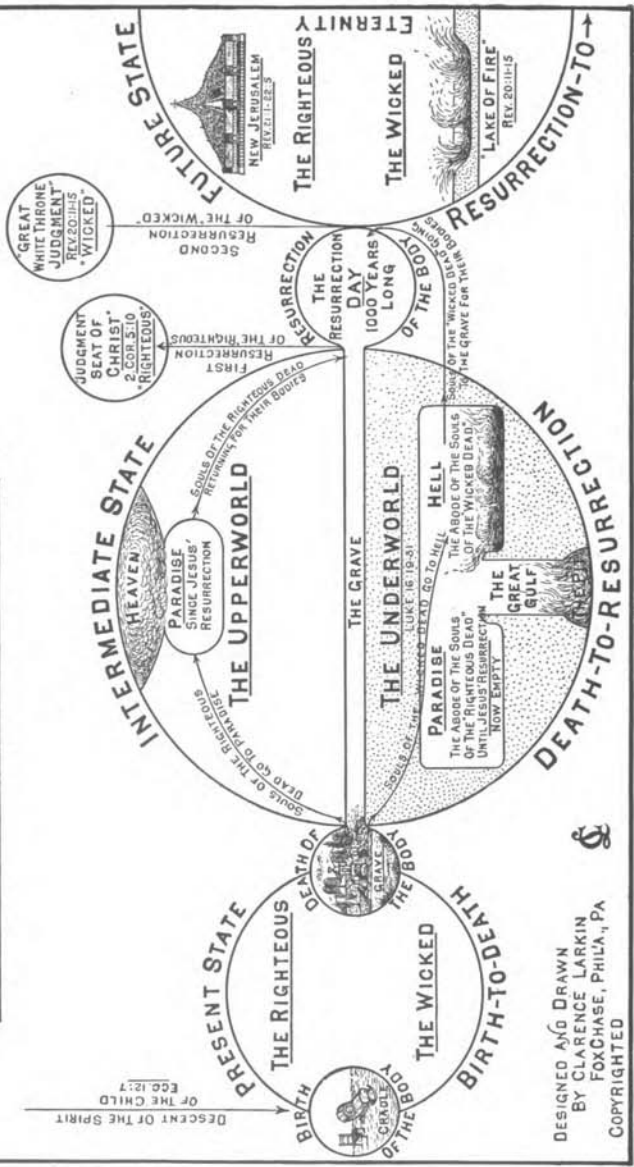 DESCENT OF THE SPIRIT
OF THE CHILD
ECC. 12:7
BIRTH
OF THE BODY
CRADLE
PRESENT STATE
THE RIGHTEOUS
THE WICKED
BIRTH-TO-DEATH
DEATH OF
THE BODY
GRAVE
DESIGNED AND DRAWN
BY CLARENCE LARKIN
FOXCHASE, PHIL'A., PA
COPYRIGHTED
INTERMEDIATE STATE
HEAVEN
PARADISE
SINCE JESUS'
RESURRECTION
SOULS OF THE RIGHTEOUS
DEAD GO TO PARADISE
SOULS OF THE RIGHTEOUS DEAD
RETURNING FOR THEIR BODIES
THE UPPERWORLD
THE GRAVE
THE UNDERWORLD
LUKE 16:19-31
SOULS OF THE WICKED DEAD GO TO HELL
PARADISE
THE ABODE OF THE SOULS
OF THE "RIGHTEOUS DEAD"
UNTIL JESUS' RESURRECTION
NOW EMPTY
THE
GREAT
GULF
THE PIT
HELL
THE ABODE OF THE SOULS
OF THE "WICKED DEAD"
DEATH-TO-RESURRECTION
JUDGMENT
SEAT OF
CHRIST"
2 COR. 5:10
"RIGHTEOUS"
FIRST
RESURRECTION
OF THE "RIGHTEOUS
"GREAT
WHITE THRONE
JUDGMENT"
REV. 20:11-15
"WICKED"
SECOND
RESURRECTION
OF THE "WICKED"
RESURRECTION
OF THE BODY
THE
RESURRECTION
DAY
1000 YEARS
LONG
SOULS OF THE "WICKED DEAD" GOING
TO THE GRAVE FOR THEIR BODIES
FUTURE STATE
NEW JERUSALEM
REV. 21:1-22:5
THE RIGHTEOUS
ETERNITY
THE WICKED
"LAKE OF FIRE"
REV. 20:11-15
RESURRECTION-TO→